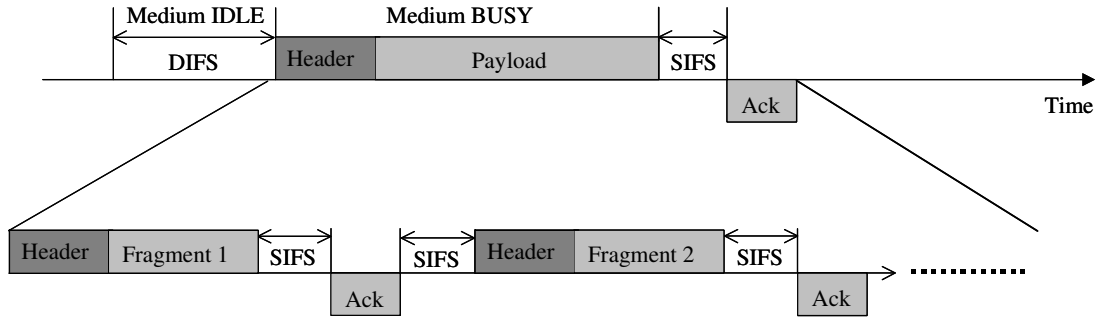 Medium IDLE
Medium BUSY
DIFS
Header
Payload
SIFS
Ack
Time
Header
Fragment 1
SIFS
Ack
SIFS
Header
Fragment 2
SIFS
Ack